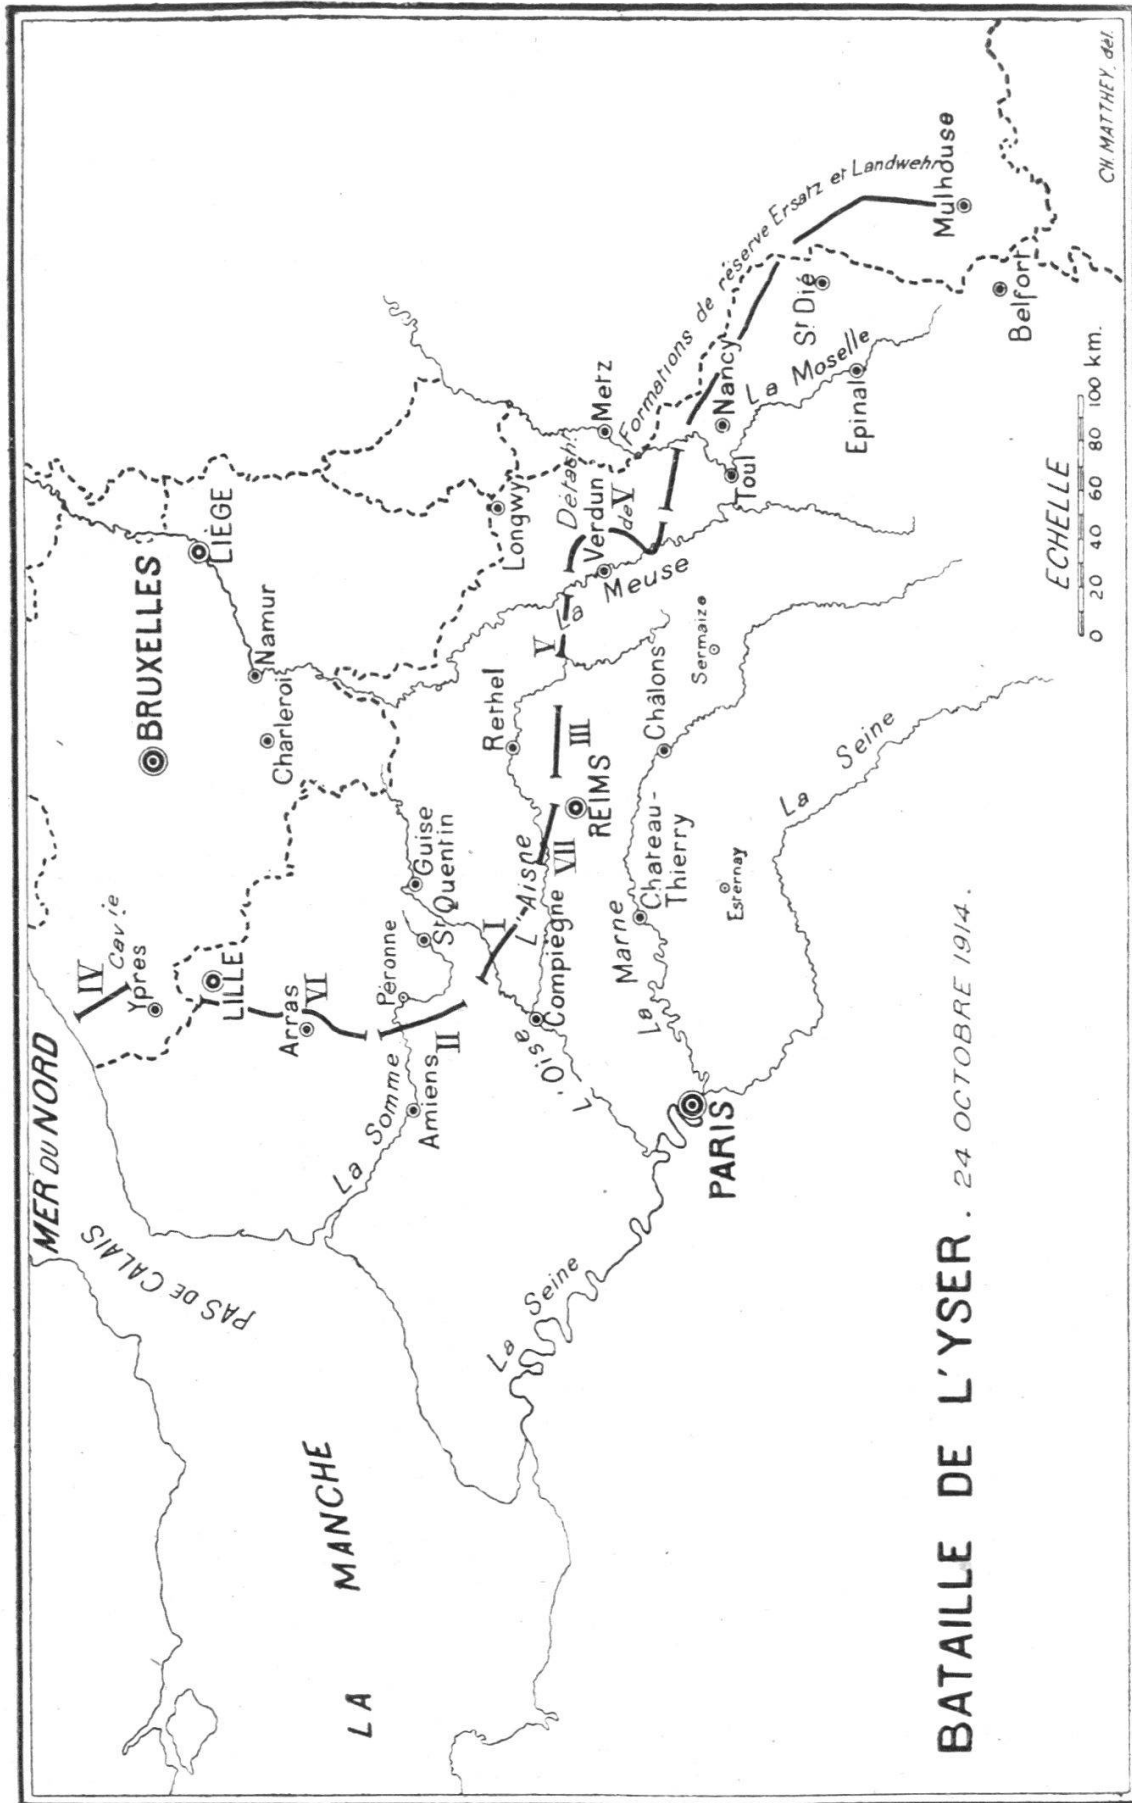 MER DU NORD
PAS DE CALAIS
LA MANCHE
IV
Cavie
Ypres
LILLE
BRUXELLES
LIÈGE
Namur
Charleroi
Arras
VI
Péronne
La Somme
Amiens
II
Guise
St Quentin
I
L'Aisne
Rethel
Longwy
L'Oise
Compiègne
VII
REIMS
III
V
La Meuse
Verdun
Détacht
de V
Metz
Formations de réserve Ersatz et Landwehr
La Seine
La Marne
Chateau-
Thierry
Châlons
Sermaize
Toul
Nancy
La Moselle
St Dié
Epinal
Mulhouse
Belfort
PARIS
Esternay
La Seine
BATAILLE DE L'YSER. 24 OCTOBRE 1914.
ECHELLE
0 20 40 60 80 100 km.
CH. MATTHEY. dél.